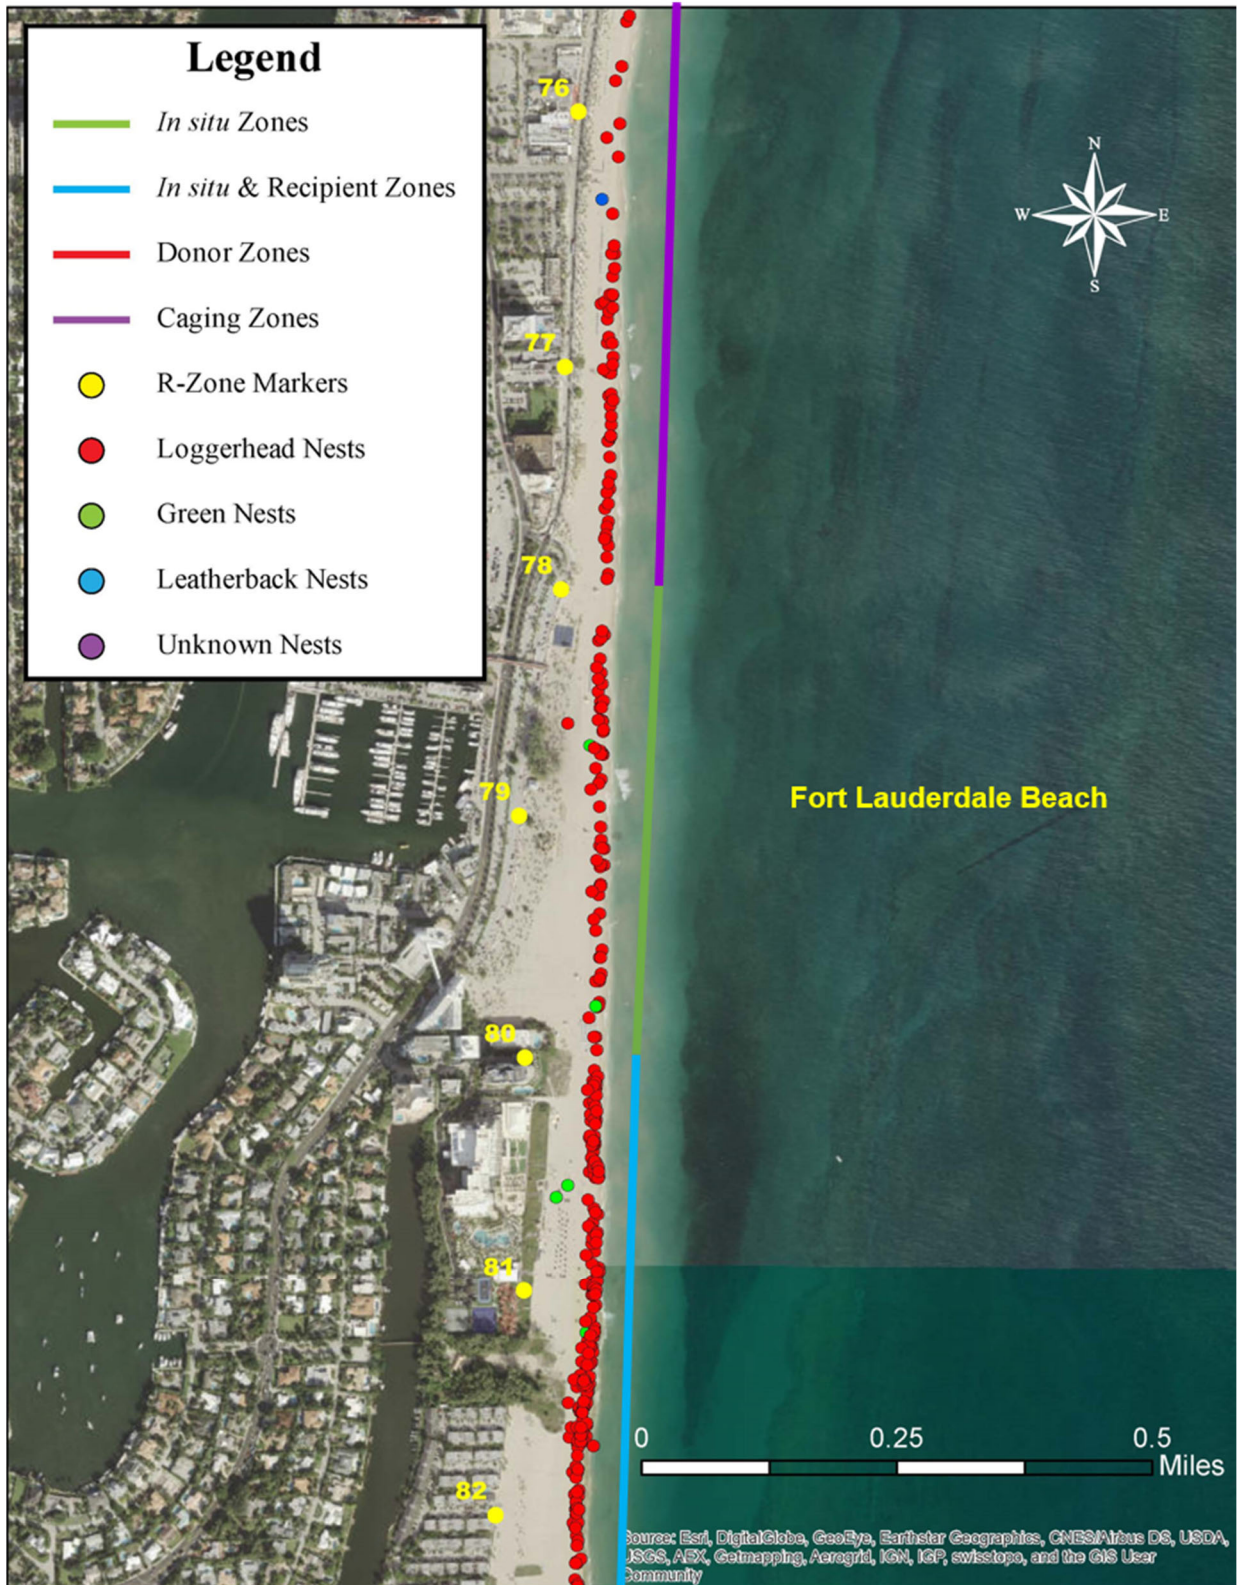 Legend
In situ Zones
In situ & Recipient Zones
Donor Zones
Caging Zones
R-Zone Markers
Loggerhead Nests
Green Nests
Leatherback Nests
Unknown Nests
76
77
78
79
80
81
82
N
W E
S
Fort Lauderdale Beach
0 0.25 0.5
Miles
Source: Esri, DigitalGlobe, GeoEye, Earthstar Geographics, CNES/Airbus DS, USDA,
USGS, AEX, Getmapping, Aerogrid, IGN, IGP, swisstopo, and the GIS User
Community